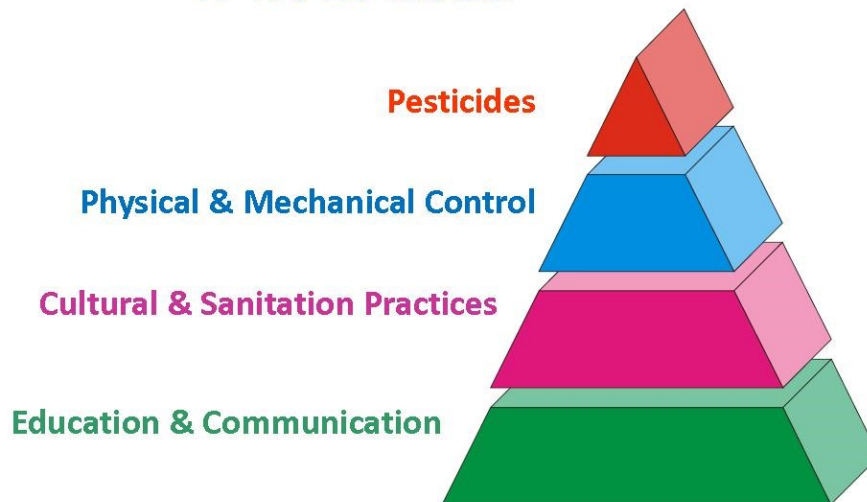 Pesticides
Physical & Mechanical Control
Cultural & Sanitation Practices
Education & Communication